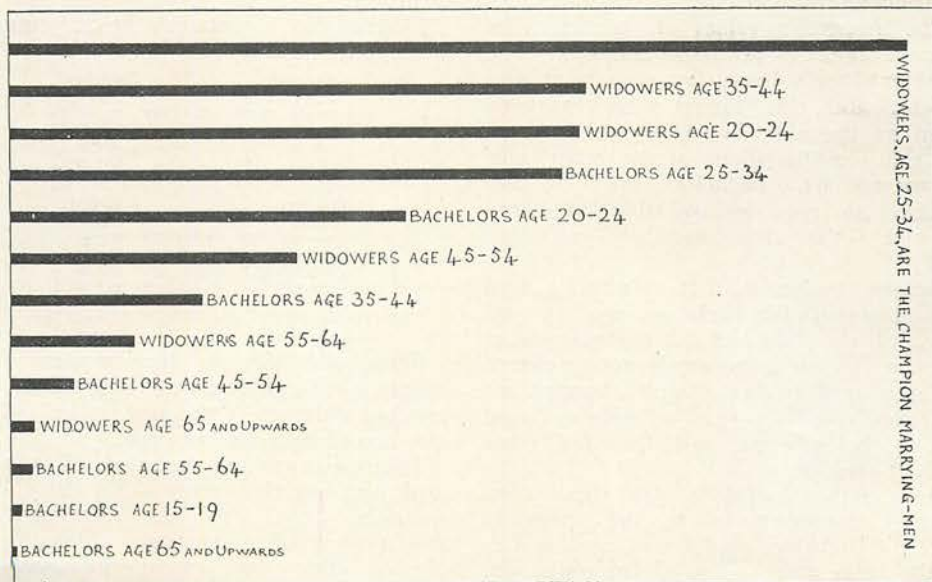 WIDOWERS, AGE 25-34, ARE THE CHAMPION MARRYING-MEN
WIDOWERS AGE 35-44
WIDOWERS AGE 20-24
BACHELORS AGE 25-34
BACHELORS AGE 20-24
WIDOWERS AGE 45-54
BACHELORS AGE 35-44
WIDOWERS AGE 55-64
BACHELORS AGE 45-54
WIDOWERS AGE 65 AND UPWARDS
BACHELORS AGE 55-64
BACHELORS AGE 15-19
BACHELORS AGE 65 AND UPWARDS